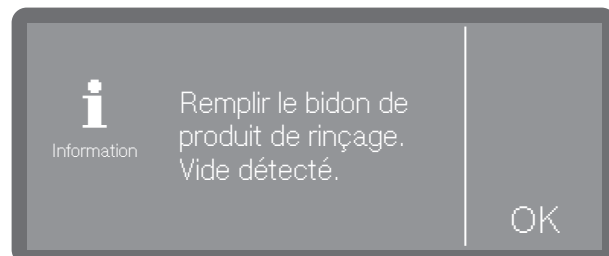 Remplir le bidon de
produit de rinçage.
Vide détecté.
Information
OK